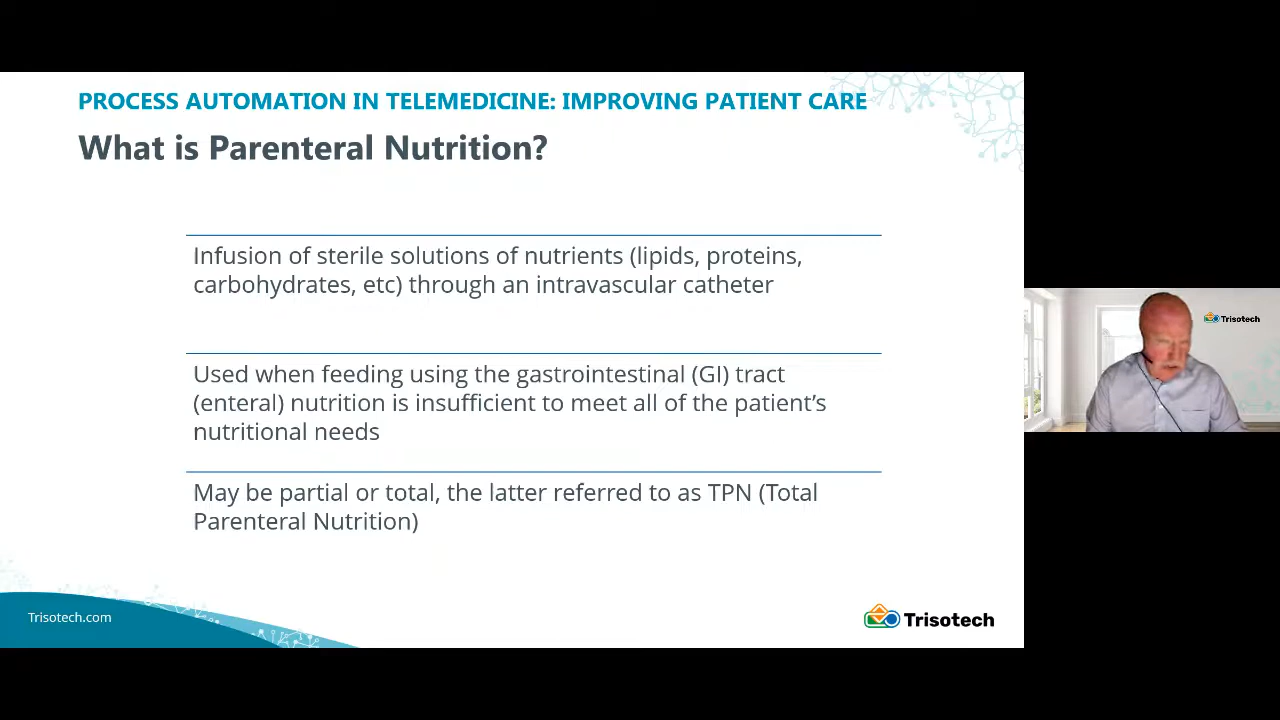 PROCESS AUTOMATION IN TELEMEDICINE: IMPROVING PATIENT CARE
What is Parenteral Nutrition?
Infusion of sterile solutions of nutrients (lipids, proteins,
carbohydrates, etc) through an intravascular catheter
Used when feeding using the gastrointestinal (GI) tract
(enteral) nutrition is insufficient to meet all of the patient’s
nutritional needs
May be partial or total, the latter referred to as TPN (Total
Parenteral Nutrition)
Trisotech.com
Trisotech
Trisotech